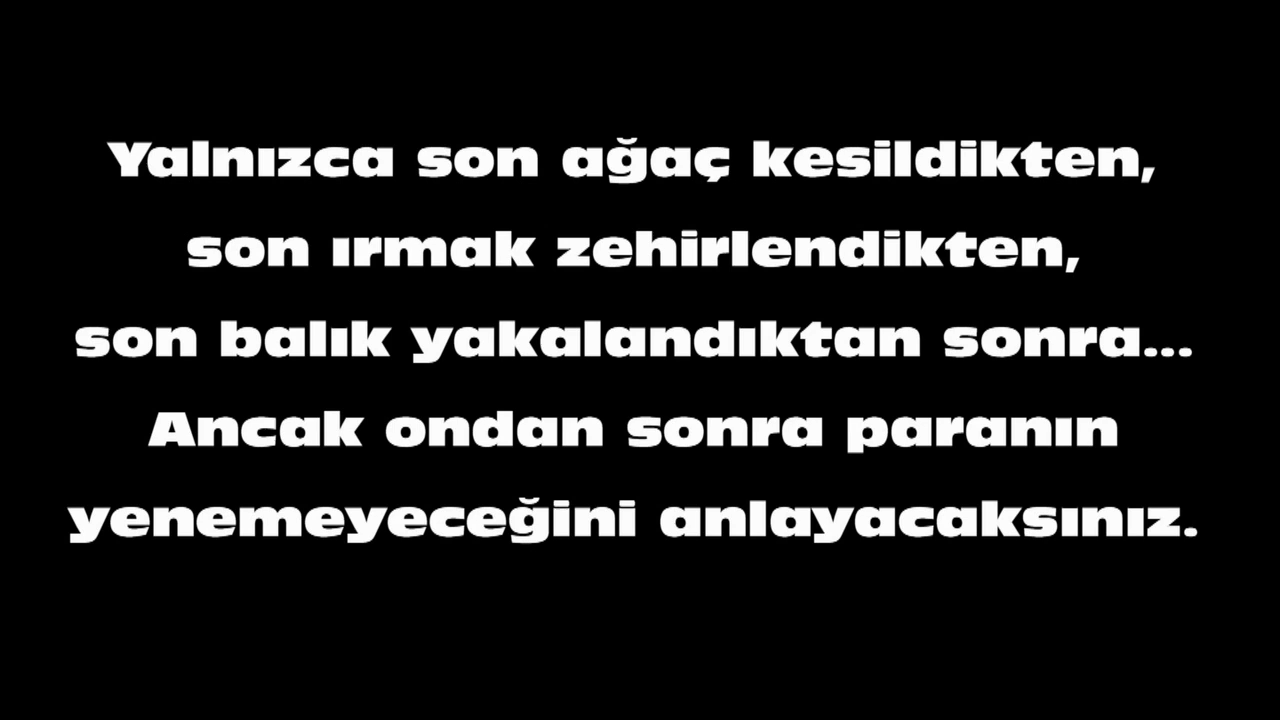 Yalnızca son ağaç kesildikten,
son ırmak zehirlendikten,
son balık yakalandıktan sonra...
Ancak ondan sonra paranın
yenemeyeceğini anlayacaksınız.